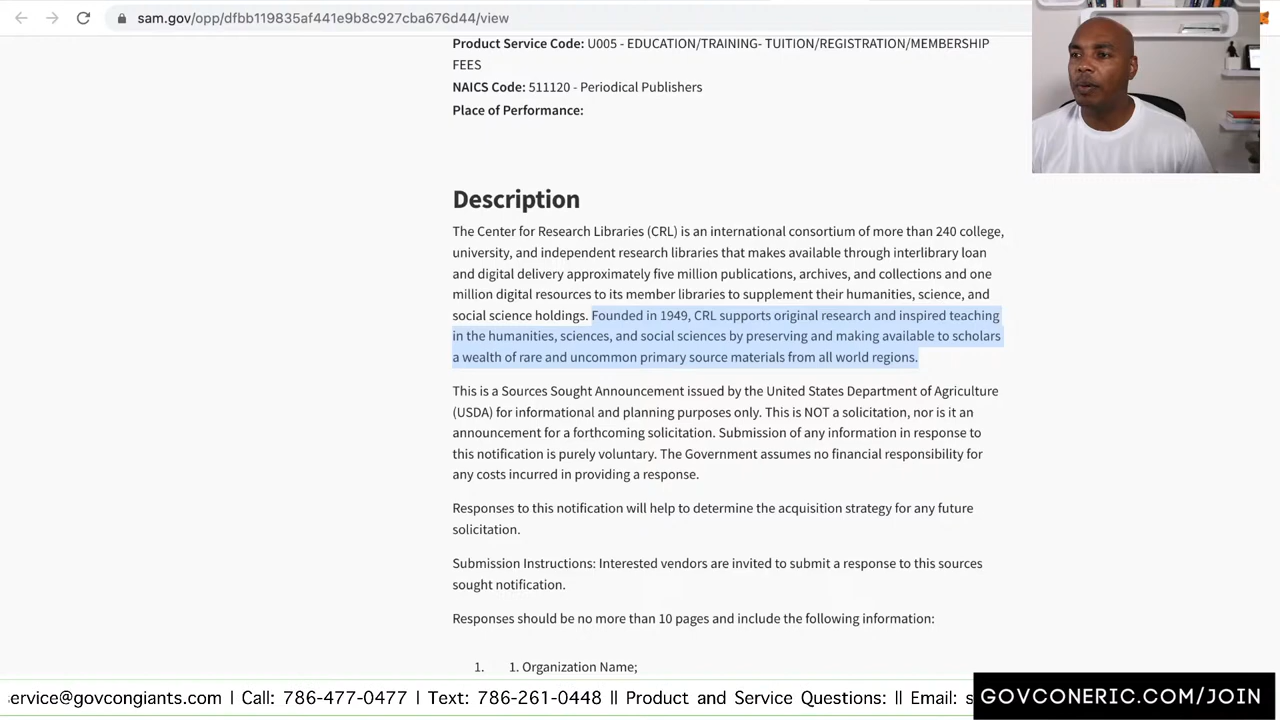 sam.gov/opp/dfbb119835af441e9b8c927cba676d44/view
Product Service Code: U005 - EDUCATION/TRAINING- TUITION/REGISTRATION/MEMBERSHIP
FEES
NAICS Code: 511120 - Periodical Publishers
Place of Performance:
Description
The Center for Research Libraries (CRL) is an international consortium of more than 240 college,
university, and independent research libraries that makes available through interlibrary loan
and digital delivery approximately five million publications, archives, and collections and one
million digital resources to its member libraries to supplement their humanities, science, and
social science holdings. Founded in 1949, CRL supports original research and inspired teaching
in the humanities, sciences, and social sciences by preserving and making available to scholars
a wealth of rare and uncommon primary source materials from all world regions.
This is a Sources Sought Announcement issued by the United States Department of Agriculture
(USDA) for informational and planning purposes only. This is NOT a solicitation, nor is it an
announcement for a forthcoming solicitation. Submission of any information in response to
this notification is purely voluntary. The Government assumes no financial responsibility for
any costs incurred in providing a response.
Responses to this notification will help to determine the acquisition strategy for any future
solicitation.
Submission Instructions: Interested vendors are invited to submit a response to this sources
sought notification.
Responses should be no more than 10 pages and include the following information:
1. 1. Organization Name;
ervice@govcongiants.com | Call: 786-477-0477 | Text: 786-261-0448 || Product and Service Questions: || Email: s
GOVCONERIC.COM/JOIN